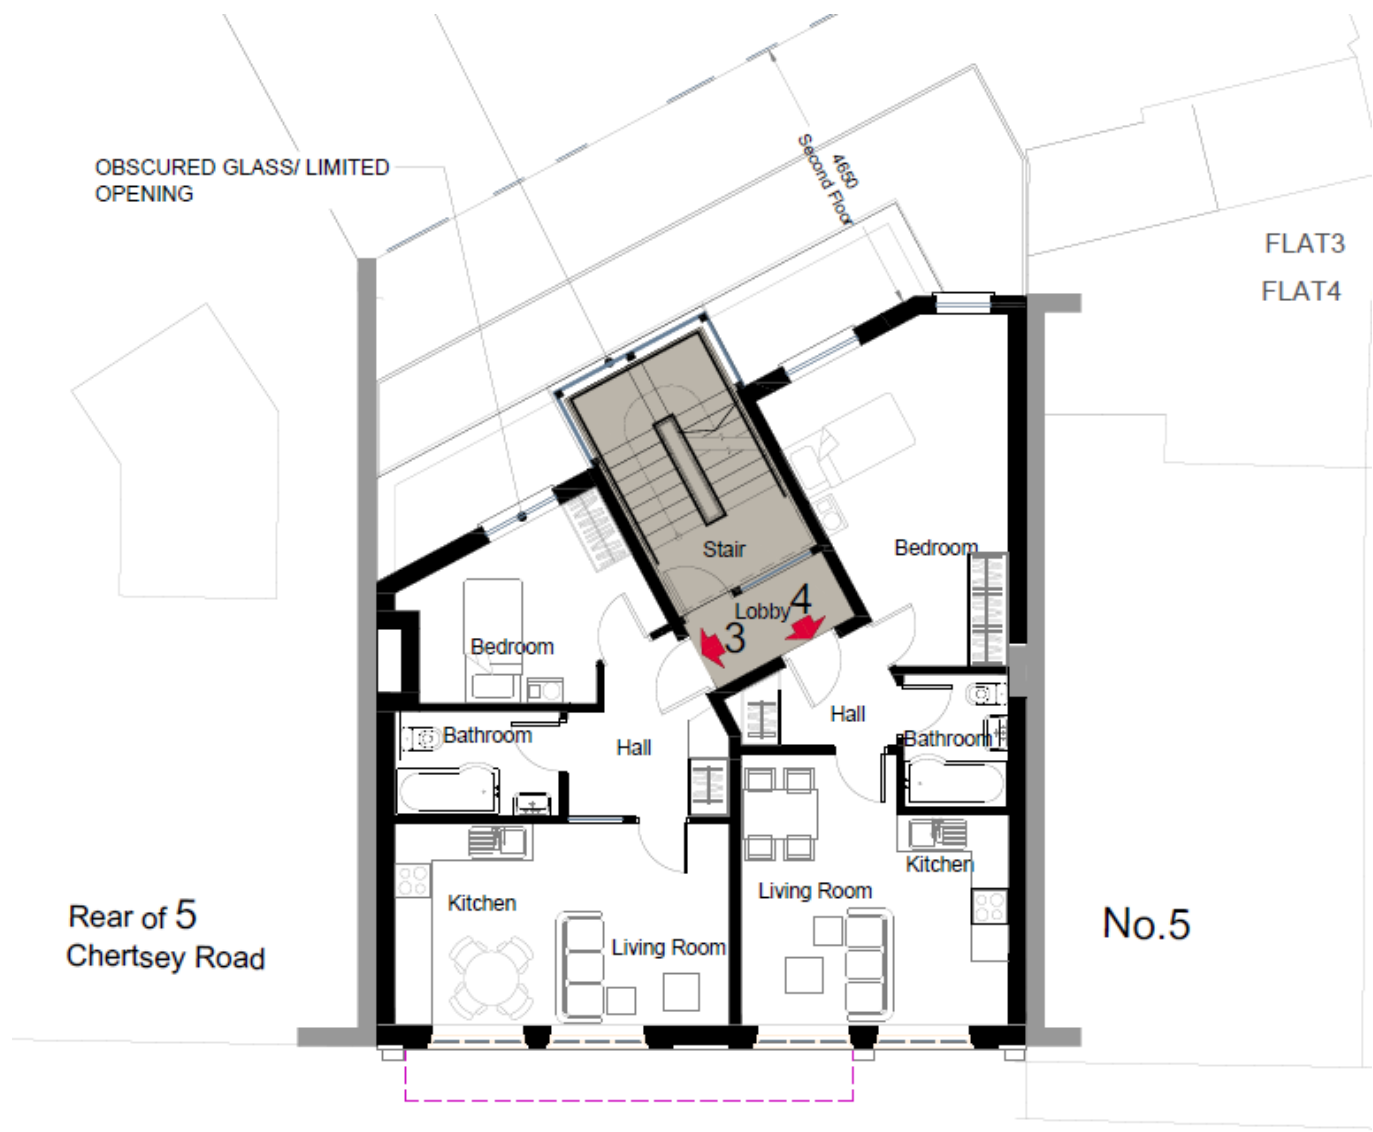 OBSCURED GLASS/ LIMITED
OPENING
4650
Second Floor
FLAT3
FLAT4
Stair
Bedroom
Lobby
4
3
Bedroom
Hall
Bathroom
Hall
Bathroom
Kitchen
Living Room
Kitchen
Living Room
Rear of 5
Chertsey Road
No.5